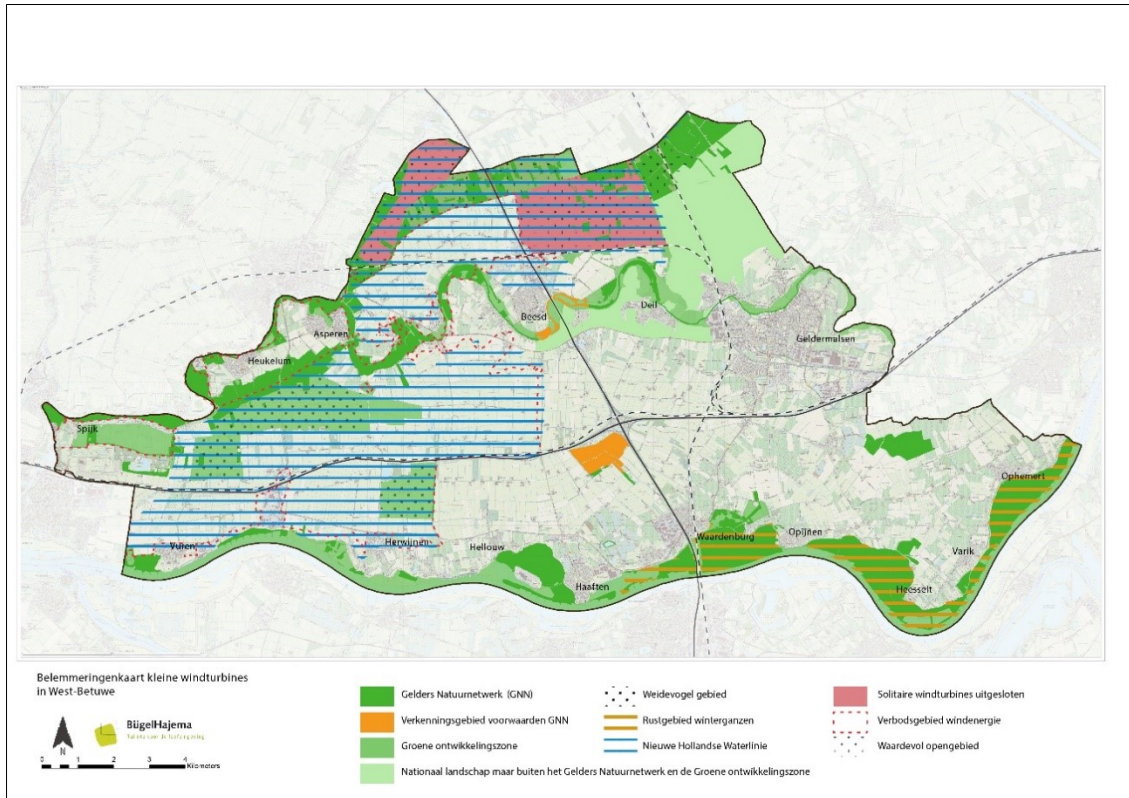 Beesd
Deil
Asperen
Geldermalsen
Heukelum
Spijk
Ophemert
Vuren
Herwijnen
Hellouw
Waardenburg
Opijnen
Varik
Haaften
Heesselt
Belemmeringenkaart kleine windturbines
in West-Betuwe
BügelHajema
N
0 1 2 4
Kilometers
Gelders Natuurnetwerk (GNN)
Verkenningsgebied voorwaarden GNN
Groene ontwikkelingszone
Nationaal landschap maar buiten het Gelders Natuurnetwerk en de Groene ontwikkelingszone
Weidevogel gebied
Rustgebied winterganzen
Nieuwe Hollandse Waterlinie
Solitaire windturbines uitgesloten
Verbodsgebied windenergie
Waardevol opengebied